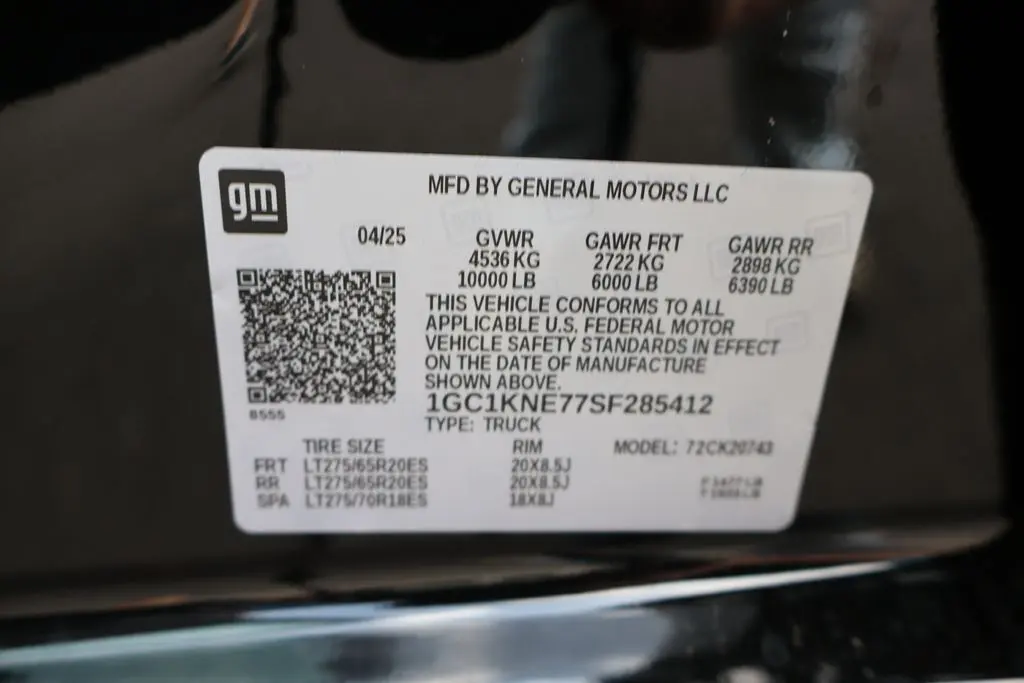 gm
MFD BY GENERAL MOTORS LLC
04/25 GVWR GAWR FRT GAWR RR
4536 KG 2722 KG 2898 KG
10000 LB 6000 LB 6390 LB
THIS VEHICLE CONFORMS TO ALL
APPLICABLE U.S. FEDERAL MOTOR
VEHICLE SAFETY STANDARDS IN EFFECT
ON THE DATE OF MANUFACTURE
SHOWN ABOVE.
8555
1GC1KNE77SF285412
TYPE: TRUCK
TIRE SIZE RIM MODEL: 72CK20743
FRT LT275/65R20ES 20X8.5J
RR LT275/65R20ES 20X8.5J
SPA LT275/70R18ES 18X8J